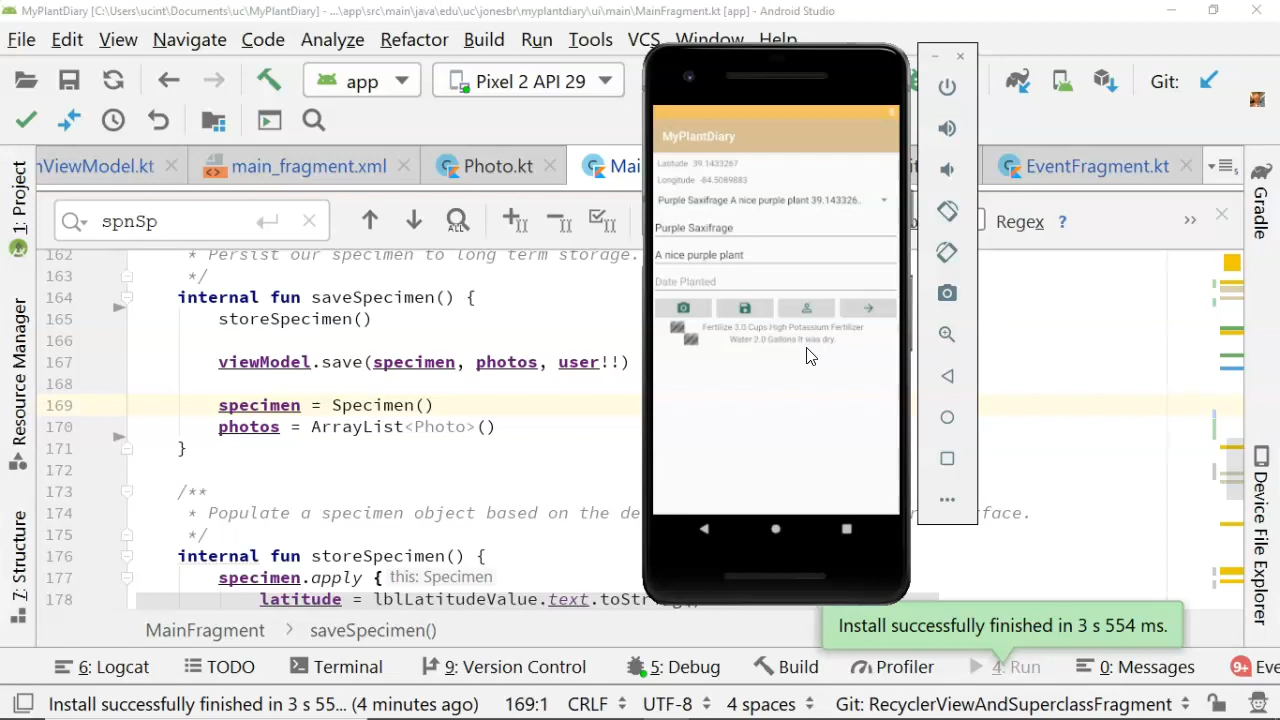 MyPlantDiary [C:\Users\ucint\Documents\uc\MyPlantDiary] - ...\app\src\main\java\edu\uc\jonesbr\myplantdiary\ui\main\MainFragment.kt [app] - Android Studio
File Edit View Navigate Code Analyze Refactor Build Run Tools VCS Window Help
app Pixel 2 API 29 Git:
nViewModel.kt main_fragment.xml Photo.kt Mai EventFragment.kt
spnSp Regex ?
162 * Persist our specimen to long term storage.
163 */
164 internal fun saveSpecimen() {
165 storeSpecimen()
166
167 viewModel.save(specimen, photos, user!!)
168
169 specimen = Specimen()
170 photos = ArrayList<Photo>()
171 }
172
173 /**
174 * Populate a specimen object based on the de rface.
175 */
176 internal fun storeSpecimen() {
177 specimen.apply { this: Specimen
178 latitude = lblLatitudeValue.text.toString()
MyPlantDiary
Latitude 39.1433267
Longitude -84.5089883
Purple Saxifrage A nice purple plant 39.143326..
Purple Saxifrage
A nice purple plant
Date Planted
Fertilize 3.0 Cups High Potassium Fertilizer
Water 2.0 Gallons It was dry.
1: Project
Resource Manager
7: Structure
Gradle
Device File Explorer
MainFragment > saveSpecimen()
Install successfully finished in 3 s 554 ms.
6: Logcat TODO Terminal 9: Version Control 5: Debug Build Profiler 4: Run 0: Messages 9+ Eve
Install successfully finished in 3 s 55... (4 minutes ago) 169:1 CRLF UTF-8 4 spaces Git: RecyclerViewAndSuperclassFragment